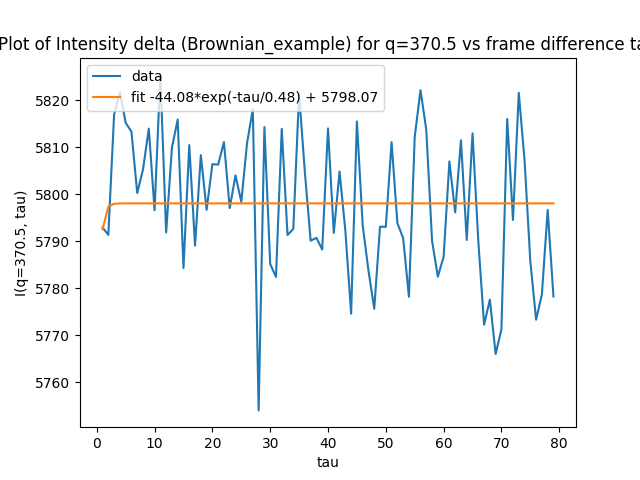 Plot of Intensity delta (Brownian_example) for q=370.5 vs frame difference ta
data
fit -44.08*exp(-tau/0.48) + 5798.07
I(q=370.5, tau)
5820
5810
5800
5790
5780
5770
5760
0 10 20 30 40 50 60 70 80
tau